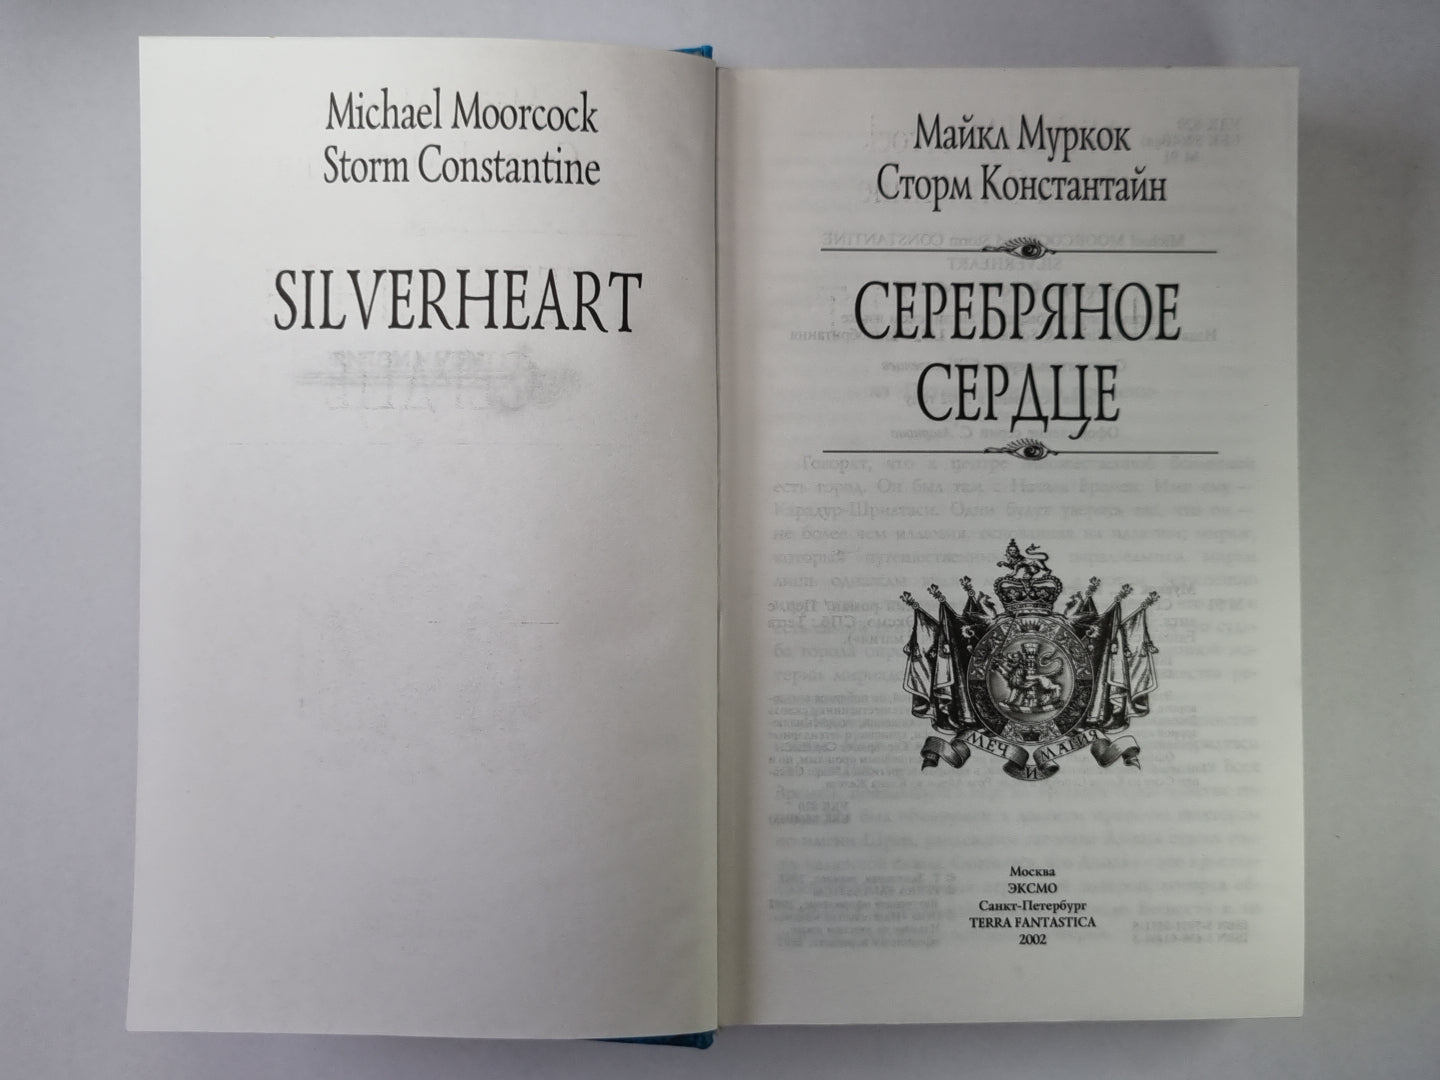 Michael Moorcock
Storm Constantine
SILVERHEART
Майкл Муркок
Сторм Константайн
СЕРЕБРЯНОЕ
СЕРДЦЕ
МЕЧ И МАГИЯ
Москва
ЭКСМО
Санкт-Петербург
TERRA FANTASTICA
2002